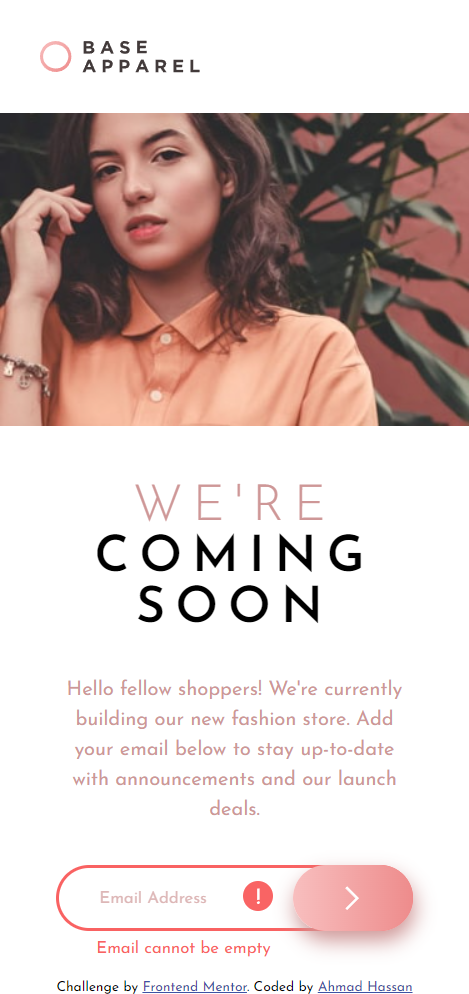 BASE
APPAREL
WE'RE
COMING
SOON
Hello fellow shoppers! We're currently
building our new fashion store. Add
your email below to stay up-to-date
with announcements and our launch
deals.
Email Address
!
Email cannot be empty
Challenge by Frontend Mentor. Coded by Ahmad Hassan